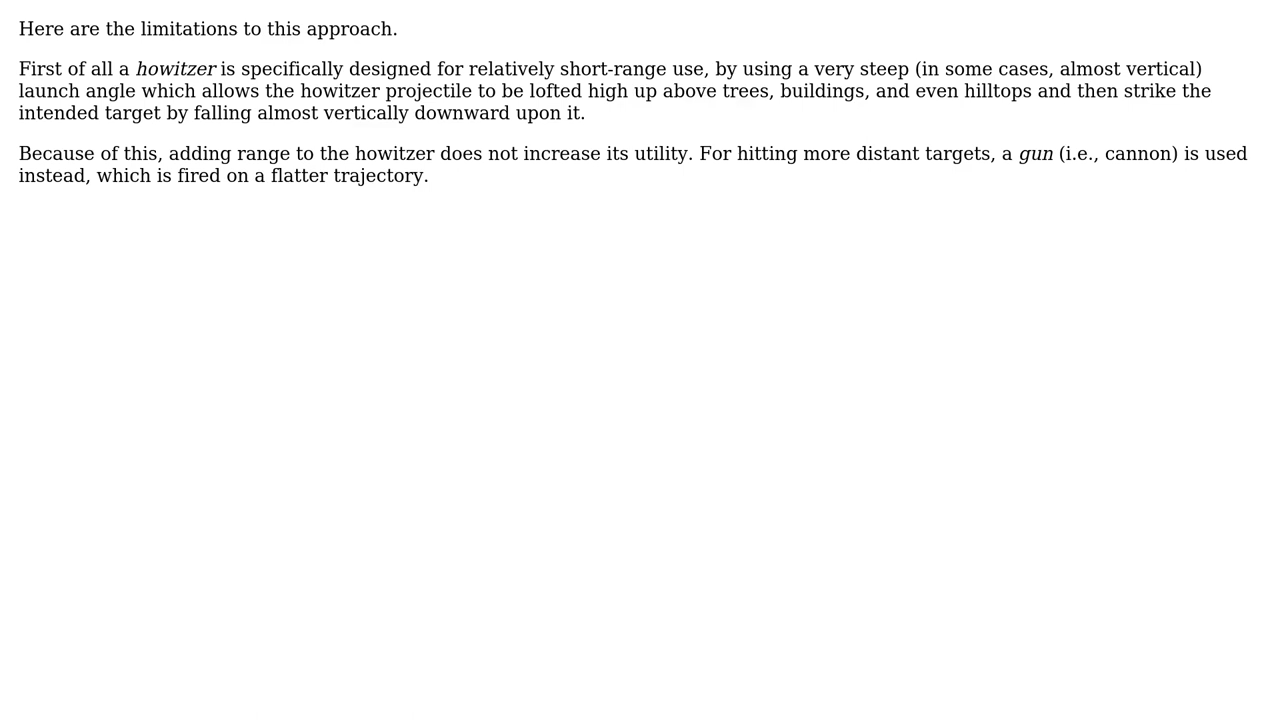 Here are the limitations to this approach.
First of all a howitzer is specifically designed for relatively short-range use, by using a very steep (in some cases, almost vertical)
launch angle which allows the howitzer projectile to be lofted high up above trees, buildings, and even hilltops and then strike the
intended target by falling almost vertically downward upon it.
Because of this, adding range to the howitzer does not increase its utility. For hitting more distant targets, a gun (i.e., cannon) is used
instead, which is fired on a flatter trajectory.